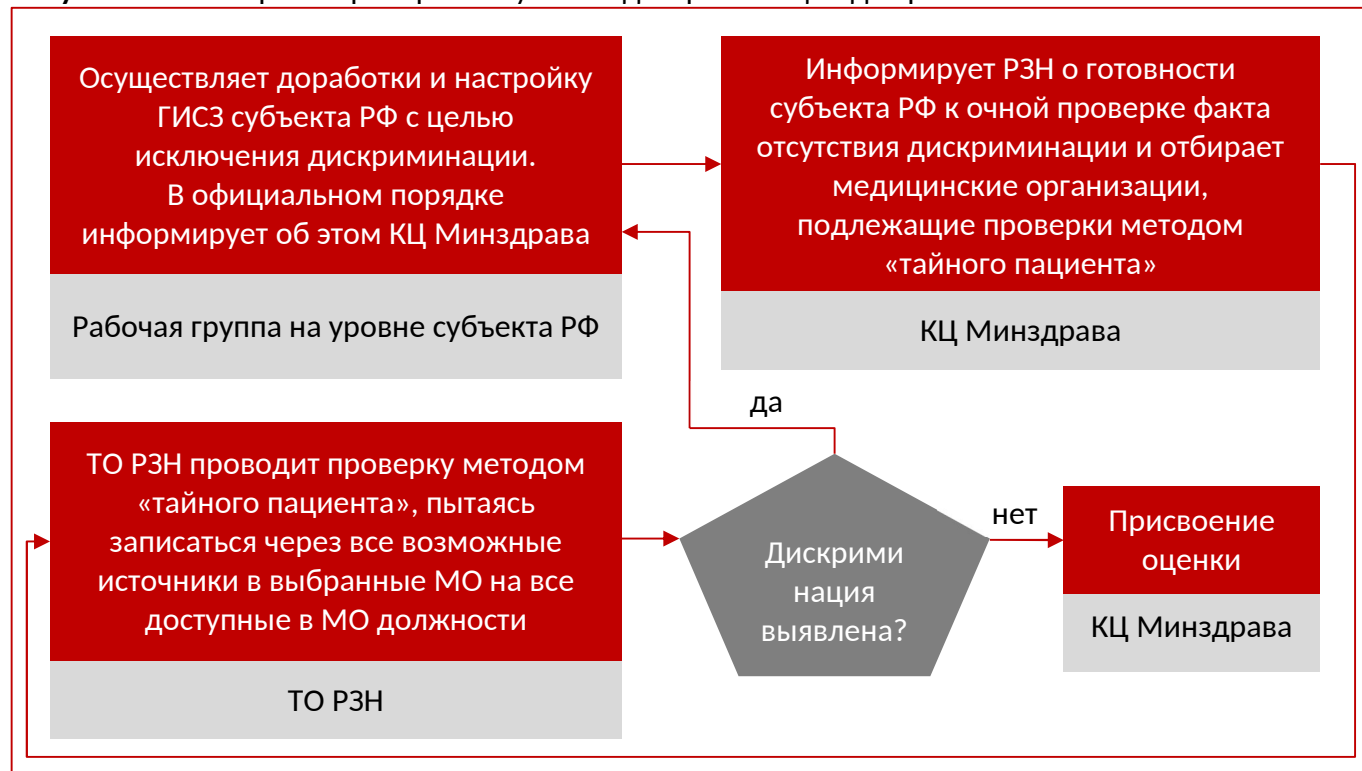 Осуществляет доработки и настройку
ГИСЗ субъекта РФ с целью
исключения дискриминации.
В официальном порядке
информирует об этом КЦ Минздрава
Рабочая группа на уровне субъекта РФ
Информирует РЗН о готовности
субъекта РФ к очной проверке факта
отсутствия дискриминации и отбирает
медицинские организации,
подлежащие проверки методом
«тайного пациента»
КЦ Минздрава
да
ТО РЗН проводит проверку методом
«тайного пациента», пытаясь
записаться через все возможные
источники в выбранные МО на все
доступные в МО должности
ТО РЗН
Дискрими
нация
выявлена?
нет
Присвоение
оценки
КЦ Минздрава